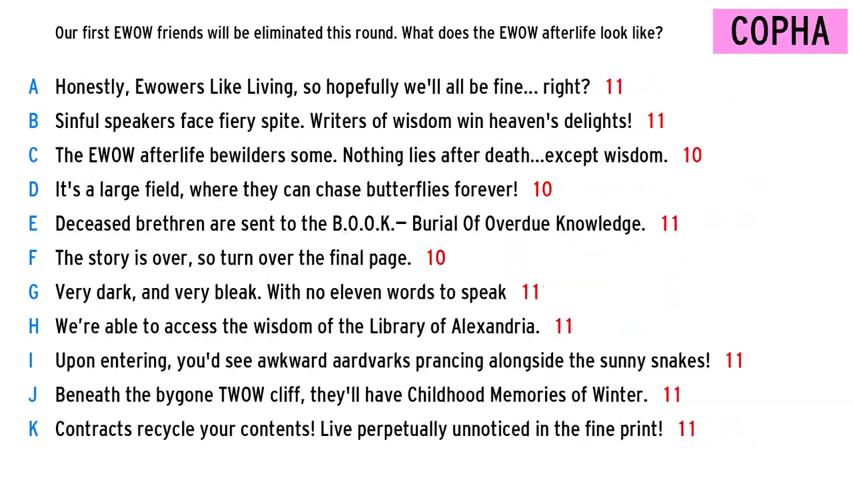 Our first EWOW friends will be eliminated this round. What does the EWOW afterlife look like?
COPHA
A Honestly, Ewowers Like Living, so hopefully we'll all be fine... right? 11
B Sinful speakers face fiery spite. Writers of wisdom win heaven's delights! 11
C The EWOW afterlife bewilders some. Nothing lies after death...except wisdom. 10
D It's a large field, where they can chase butterflies forever! 10
E Deceased brethren are sent to the B.O.O.K.— Burial Of Overdue Knowledge. 11
F The story is over, so turn over the final page. 10
G Very dark, and very bleak. With no eleven words to speak 11
H We’re able to access the wisdom of the Library of Alexandria. 11
I Upon entering, you'd see awkward aardvarks prancing alongside the sunny snakes! 11
J Beneath the bygone TWOW cliff, they'll have Childhood Memories of Winter. 11
K Contracts recycle your contents! Live perpetually unnoticed in the fine print! 11